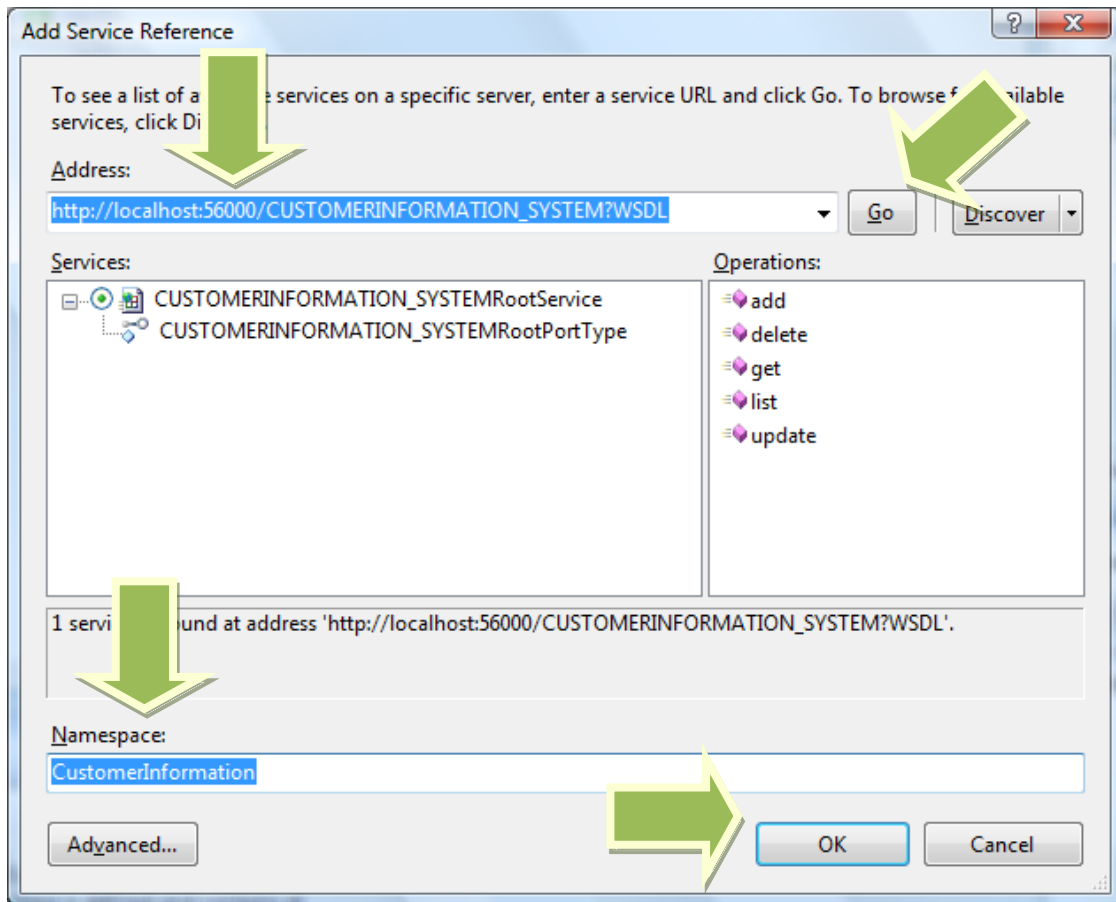 Add Service Reference
To see a list of a e services on a specific server, enter a service URL and click Go. To browse f ailable
services, click Di
Address:
http://localhost:56000/CUSTOMERINFORMATION_SYSTEM?WSDL
Go
Discover
Services:
Operations:
CUSTOMERINFORMATION_SYSTEMRootService
CUSTOMERINFORMATION_SYSTEMRootPortType
add
delete
get
list
update
1 servi und at address 'http://localhost:56000/CUSTOMERINFORMATION_SYSTEM?WSDL'.
Namespace:
CustomerInformation
Advanced...
OK
Cancel